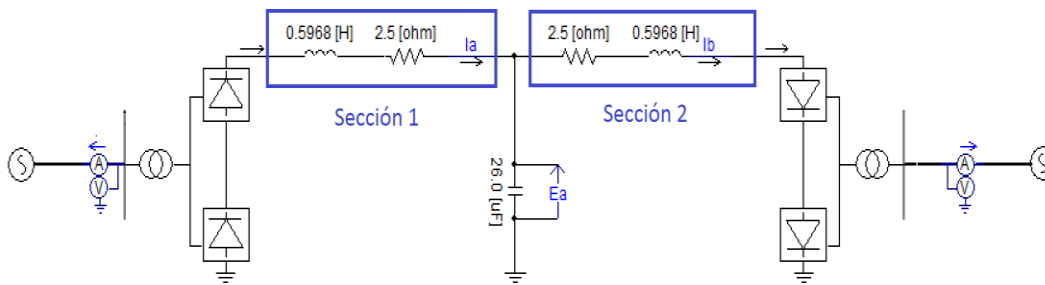 0.5968 [H] 2.5 [ohm] Ia 2.5 [ohm] 0.5968 [H] Ib
Sección 1 Sección 2
26.0 [uF] Ea
A A
V V